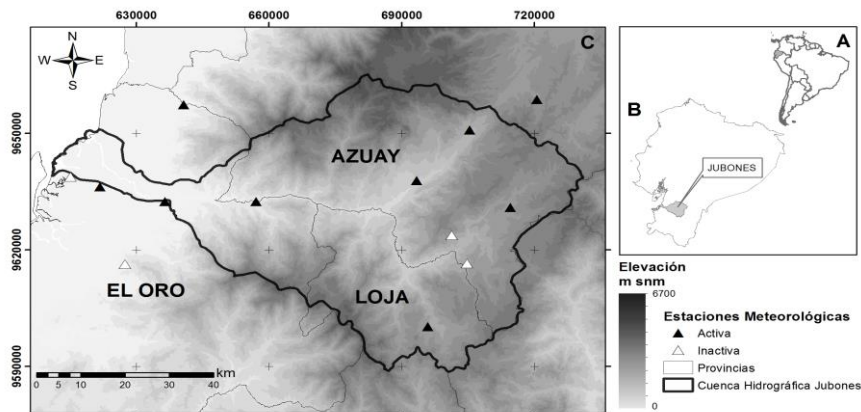 630000 660000 690000 720000
N
W E
S
C
A
B
9650000
AZUAY
JUBONES
9620000
EL ORO
LOJA
9590000
km
0 5 10 20 30 40
Elevación
m snm
6700
0
Estaciones Meteorológicas
Activa
Inactiva
Provincias
Cuenca Hidrográfica Jubones